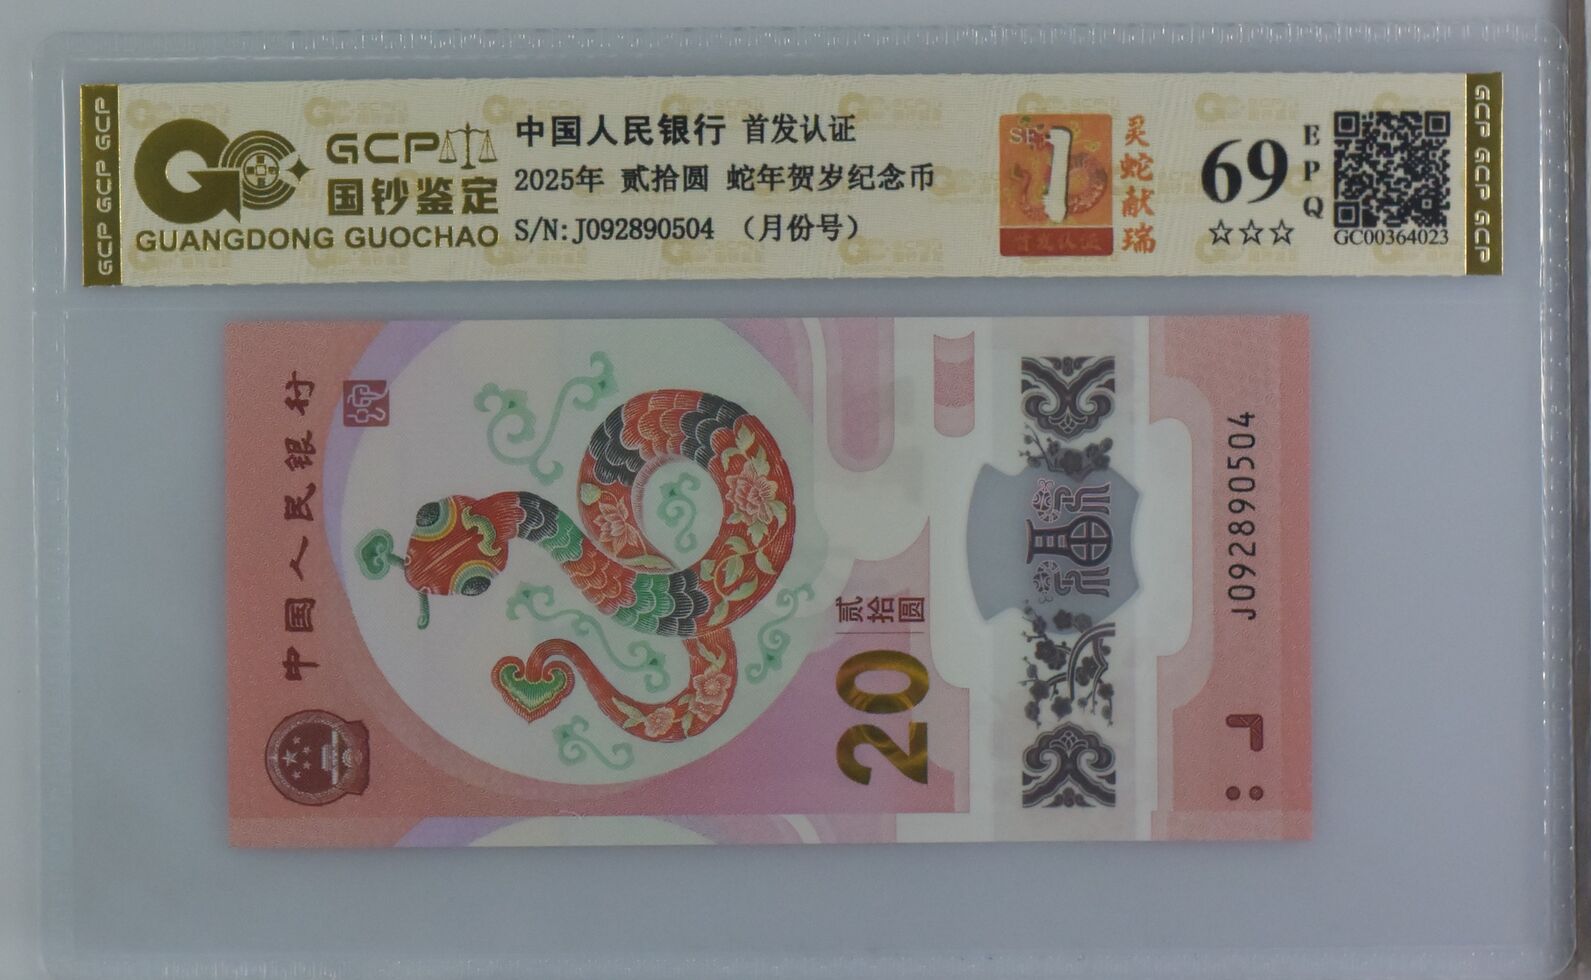 GCP GCP GCP
GCP
国钞鉴定
GUANGDONG GUOCHAO
中国人民银行 首发认证
2025年 贰拾圆 蛇年贺岁纪念币
S/N:J092890504 （月份号）
1
首发认证
灵蛇献瑞
69
EPQ
☆☆☆
GC00364023
GCP GCP GCP
中国人民银行
贰拾圆
20
J092890504